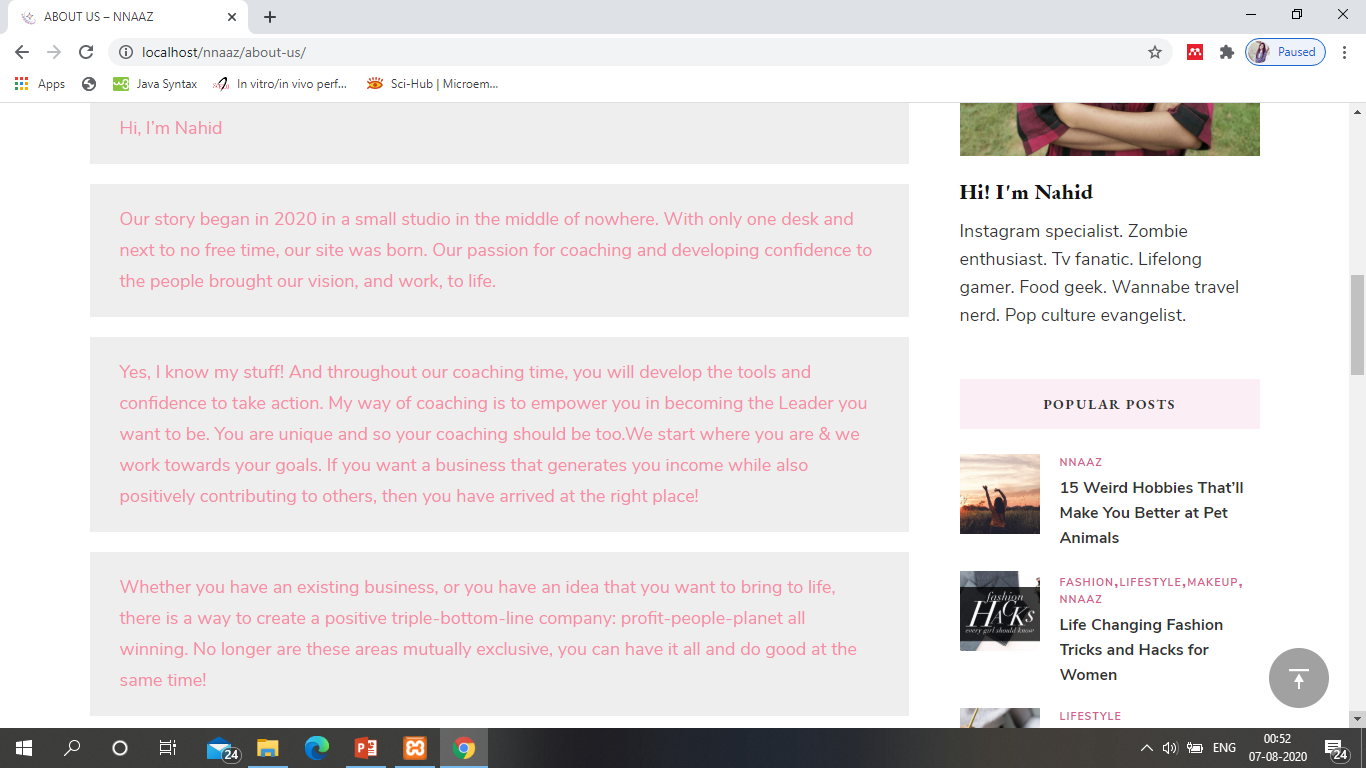 ABOUT US – NNAAZ
localhost/nnaaz/about-us/
Paused
Apps
Java Syntax
In vitro/in vivo perf...
Sci-Hub | Microem...
Hi, I’m Nahid
Our story began in 2020 in a small studio in the middle of nowhere. With only one desk and
next to no free time, our site was born. Our passion for coaching and developing confidence to
the people brought our vision, and work, to life.
Yes, I know my stuff! And throughout our coaching time, you will develop the tools and
confidence to take action. My way of coaching is to empower you in becoming the Leader you
want to be. You are unique and so your coaching should be too.We start where you are & we
work towards your goals. If you want a business that generates you income while also
positively contributing to others, then you have arrived at the right place!
Whether you have an existing business, or you have an idea that you want to bring to life,
there is a way to create a positive triple-bottom-line company: profit-people-planet all
winning. No longer are these areas mutually exclusive, you can have it all and do good at the
same time!
Hi! I'm Nahid
Instagram specialist. Zombie
enthusiast. Tv fanatic. Lifelong
gamer. Food geek. Wannabe travel
nerd. Pop culture evangelist.
POPULAR POSTS
NNAAZ
15 Weird Hobbies That’ll
Make You Better at Pet
Animals
fashion
HACKS
every girl should know
FASHION,LIFESTYLE,MAKEUP,
NNAAZ
Life Changing Fashion
Tricks and Hacks for
Women
LIFESTYLE
24
ENG
00:52
07-08-2020
24